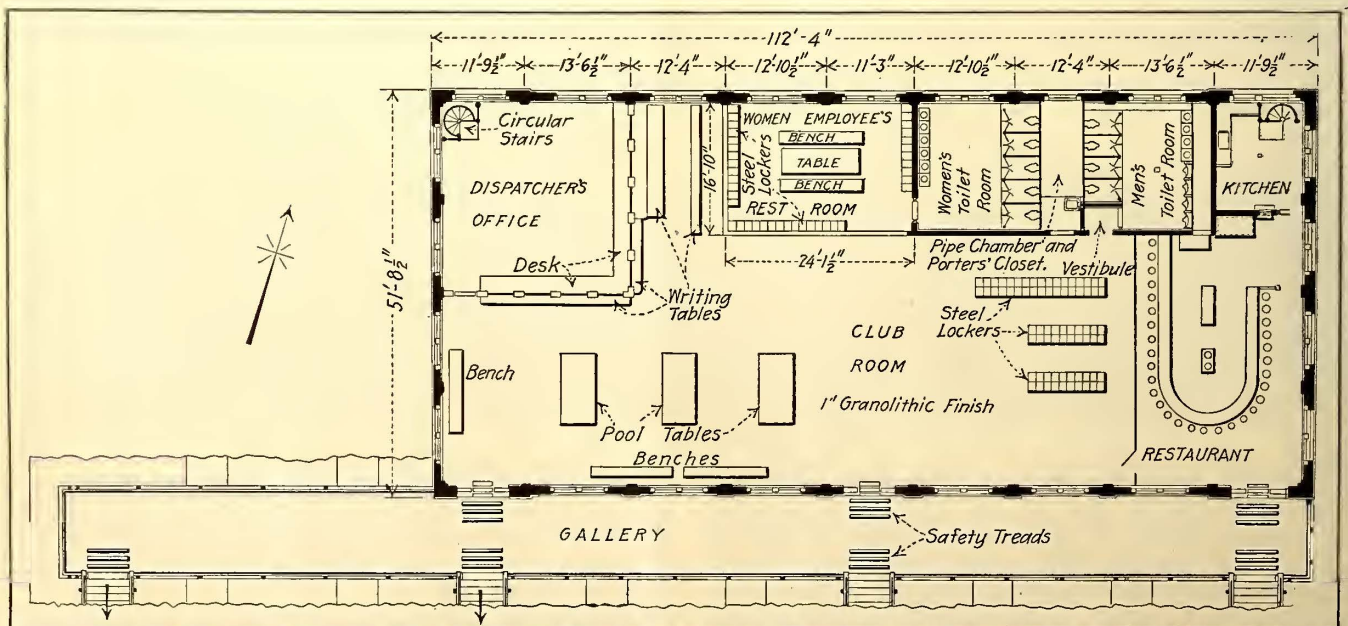 112'-4"
11'-9½" 13'-6½" 12'-4" 12'-10½" 11'-3" 12'-10½" 12'-4" 13'-6½" 11'-9½"
51'-8½"
Circular
Stairs
DISPATCHER'S
OFFICE
Desk
Writing
Tables
16'-10"
WOMEN EMPLOYEE'S
BENCH
TABLE
BENCH
REST ROOM
Steel
Lockers
24'-1½"
Women's
Toilet
Room
Pipe Chamber and
Porters' Closet.
Vestibule
Men's
Toilet Room
KITCHEN
Steel
Lockers
CLUB
ROOM
1" Granolithic Finish
Bench
Pool Tables
Benches
RESTAURANT
GALLERY
Safety Treads